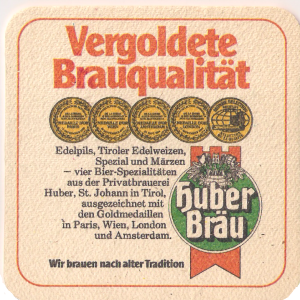 Vergoldete
Brauqualität
Edelpils, Tiroler Edelweizen,
Spezial und Märzen
– vier Bier-Spezialitäten
aus der Privatbrauerei
Huber, St. Johann in Tirol,
ausgezeichnet mit
den Goldmedaillen
in Paris, Wien, London
und Amsterdam.
Huber
Bräu
Wir brauen nach alter Tradition